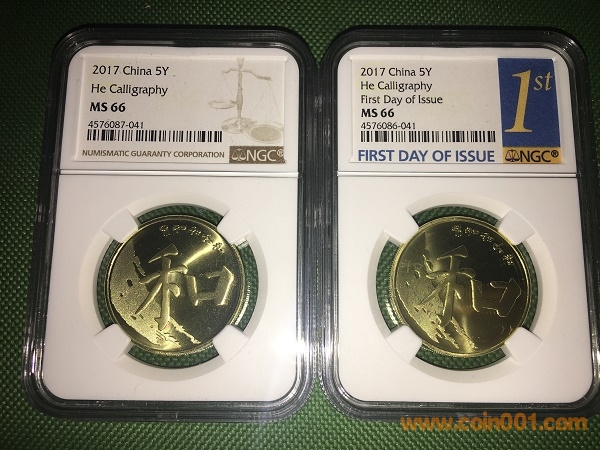 2017 China 5Y
He Calligraphy
MS 66
4576087-041
NUMISMATIC GUARANTY CORPORATION
NGC®
和
2017 China 5Y
He Calligraphy
First Day of Issue
MS 66
4576086-041
1st
FIRST DAY OF ISSUE
NGC®
和
www.coin001.com